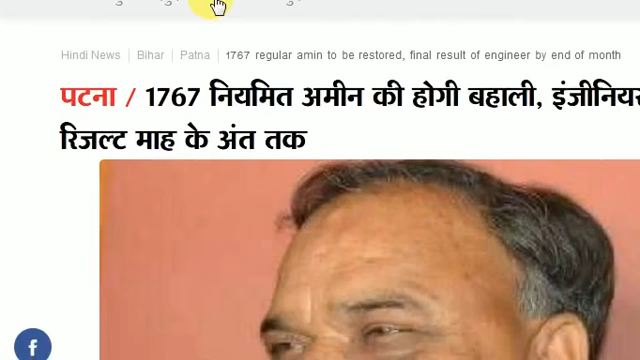 Hindi News | Bihar | Patna | 1767 regular amin to be restored, final result of engineer by end of month
पटना / 1767 नियमित अमीन की होगी बहाली,
रिजल्ट माह के अंत तक
f